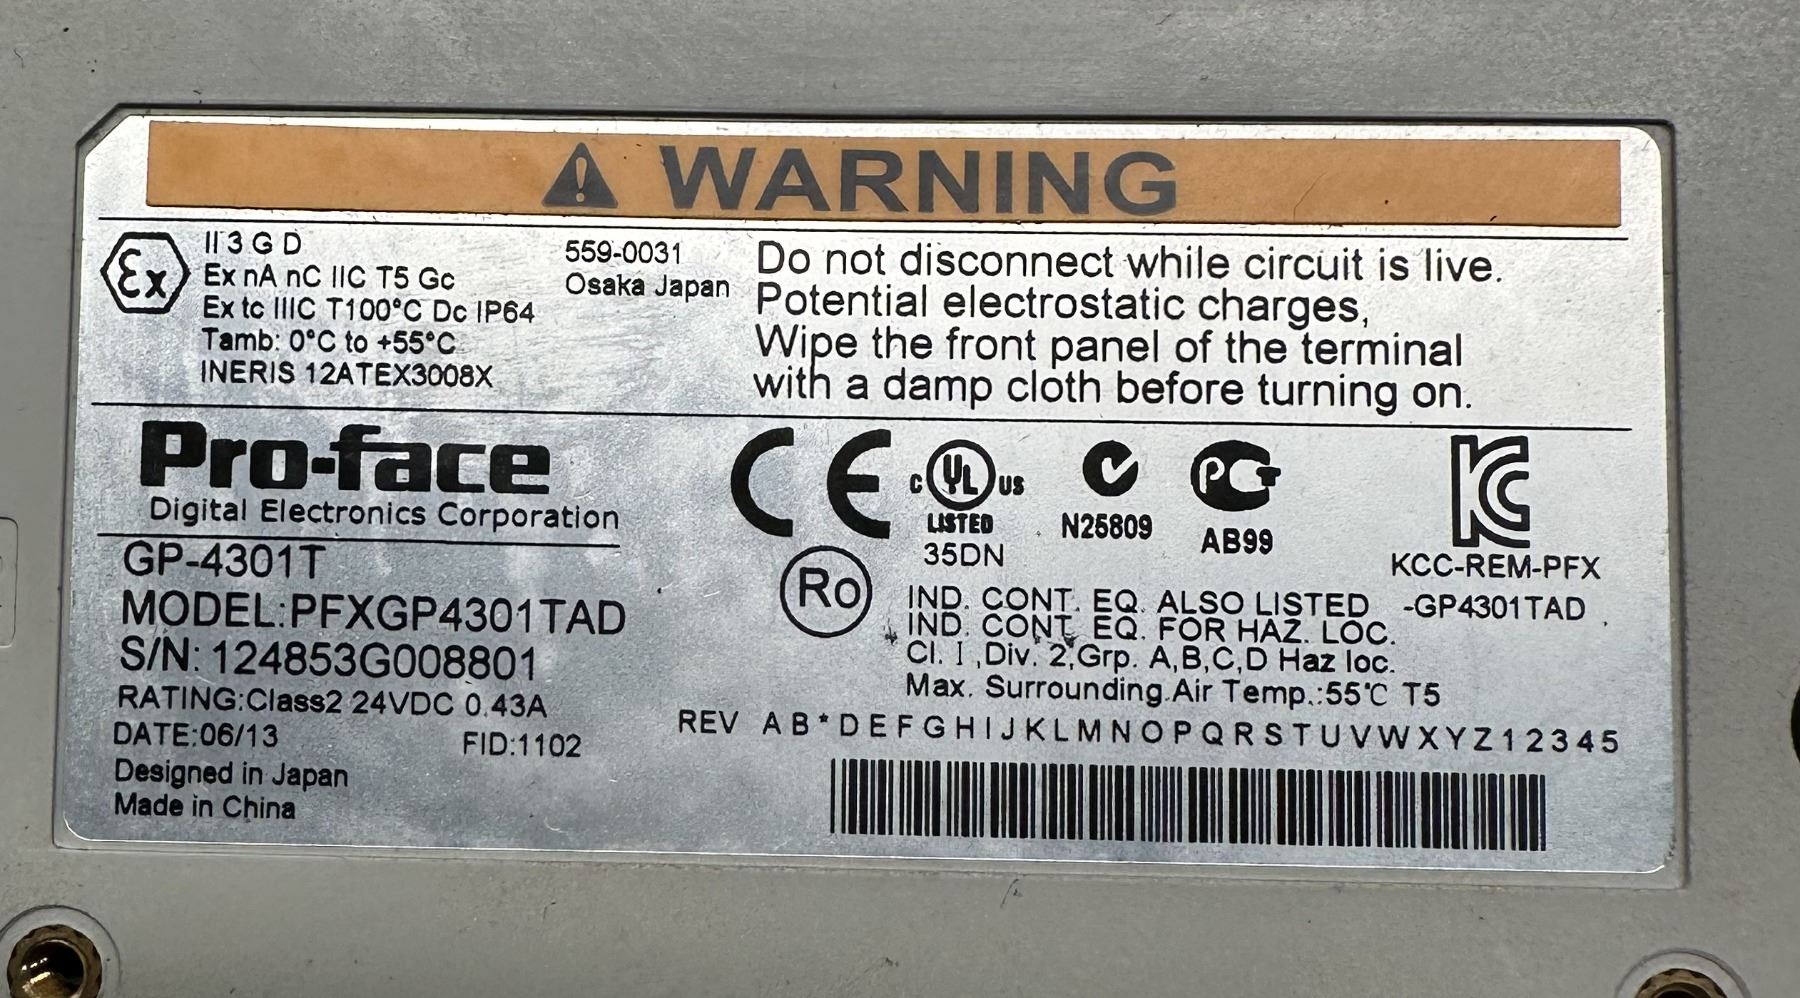 WARNING
II 3 G D
Ex nA nC IIC T5 Gc
Ex tc IIIC T100°C Dc IP64
Tamb: 0°C to +55°C
INERIS 12ATEX3008X
559-0031
Osaka Japan
Do not disconnect while circuit is live.
Potential electrostatic charges,
Wipe the front panel of the terminal
with a damp cloth before turning on.
Pro-face
Digital Electronics Corporation
GP-4301T
MODEL:PFXGP4301TAD
S/N: 124853G008801
RATING:Class2 24VDC 0.43A
DATE:06/13
FID:1102
Designed in Japan
Made in China
CE
C UL US
LISTED
35DN
N25809
AB99
KCC-REM-PFX
-GP4301TAD
Ro
IND. CONT. EQ. ALSO LISTED
IND. CONT. EQ. FOR HAZ. LOC.
Cl. I ,Div. 2,Grp. A,B,C,D Haz loc.
Max. Surrounding Air Temp.:55°C T5
REV A B * D E F G H I J K L M N O P Q R S T U V W X Y Z 1 2 3 4 5